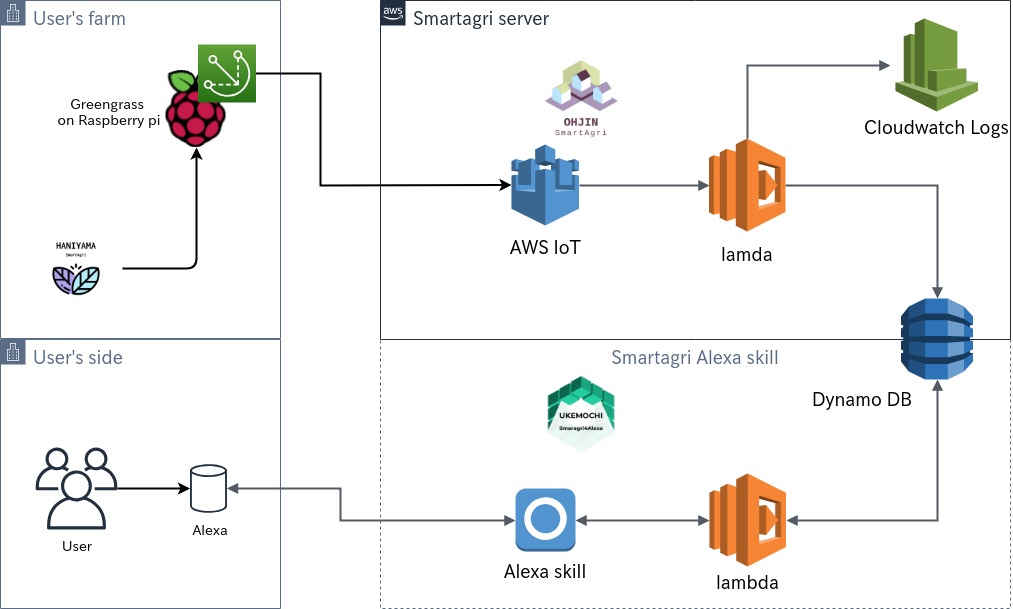 User's farm
Greengrass
on Raspberry pi
HANIYAMA
SmartAgri
aws
Smartagri server
OHJIN
SmartAgri
AWS IoT
lamda
Cloudwatch Logs
Dynamo DB
User's side
User
Alexa
Smartagri Alexa skill
UKEMOCHI
Smaragri4Alexa
Alexa skill
lambda